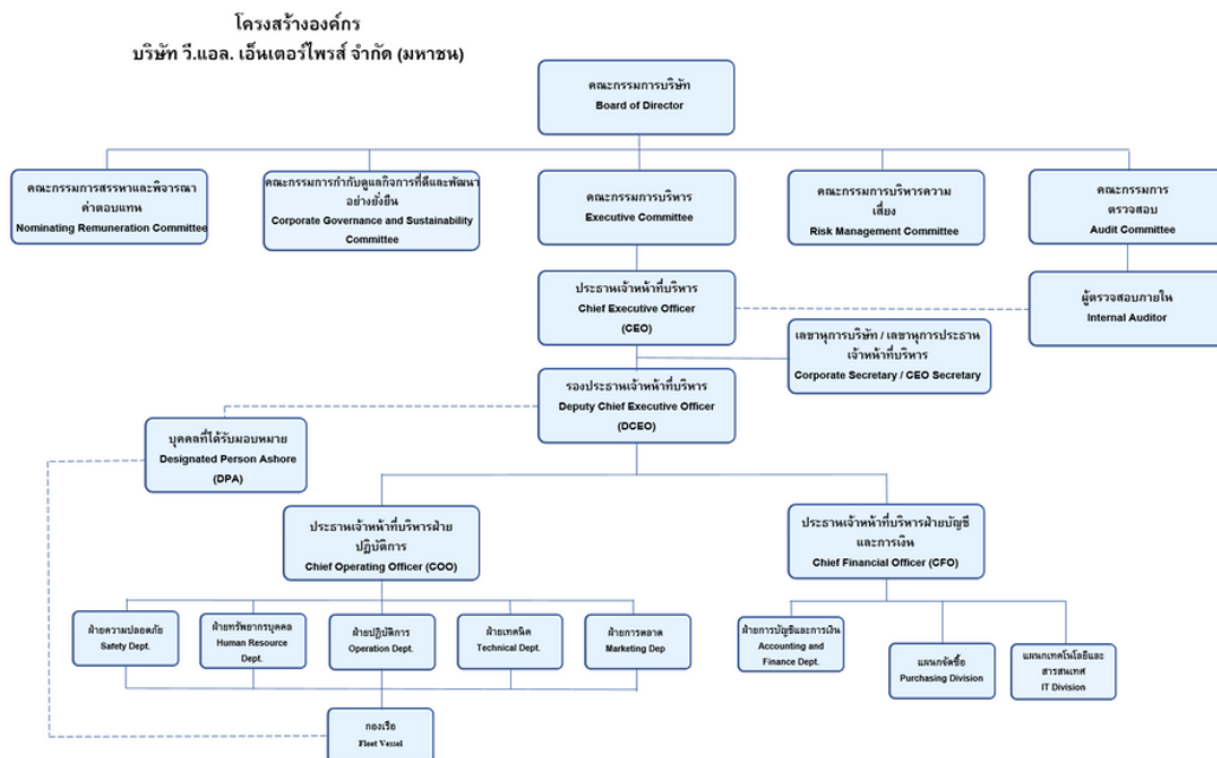 โครงสร้างองค์กร
บริษัท วี.แอล. เอ็นเตอร์ไพรส์ จำกัด (มหาชน)
คณะกรรมการบริษัท
Board of Director
คณะกรรมการสรรหาและพิจารณา
ค่าตอบแทน
Nominating Remuneration Committee
คณะกรรมการกำกับดูแลกิจการที่ดีและพัฒนา
อย่างยั่งยืน
Corporate Governance and Sustainability
Committee
คณะกรรมการบริหาร
Executive Committee
คณะกรรมการบริหารความ
เสี่ยง
Risk Management Committee
คณะกรรมการ
ตรวจสอบ
Audit Committee
ประธานเจ้าหน้าที่บริหาร
Chief Executive Officer
(CEO)
ผู้ตรวจสอบภายใน
Internal Auditor
เลขานุการบริษัท / เลขานุการประธาน
เจ้าหน้าที่บริหาร
Corporate Secretary / CEO Secretary
รองประธานเจ้าหน้าที่บริหาร
Deputy Chief Executive Officer
(DCEO)
บุคคลที่ได้รับมอบหมาย
Designated Person Ashore
(DPA)
ประธานเจ้าหน้าที่บริหารฝ่าย
ปฏิบัติการ
Chief Operating Officer (COO)
ประธานเจ้าหน้าที่บริหารฝ่ายบัญชี
และการเงิน
Chief Financial Officer (CFO)
ฝ่ายความปลอดภัย
Safety Dept.
ฝ่ายทรัพยากรบุคคล
Human Resource
Dept.
ฝ่ายปฏิบัติการ
Operation Dept.
ฝ่ายเทคนิค
Technical Dept.
ฝ่ายการตลาด
Marketing Dep
ฝ่ายการบัญชีและการเงิน
Accounting and
Finance Dept.
แผนกจัดซื้อ
Purchasing Division
แผนกเทคโนโลยีและ
สารสนเทศ
IT Division
กองเรือ
Fleet Vessel